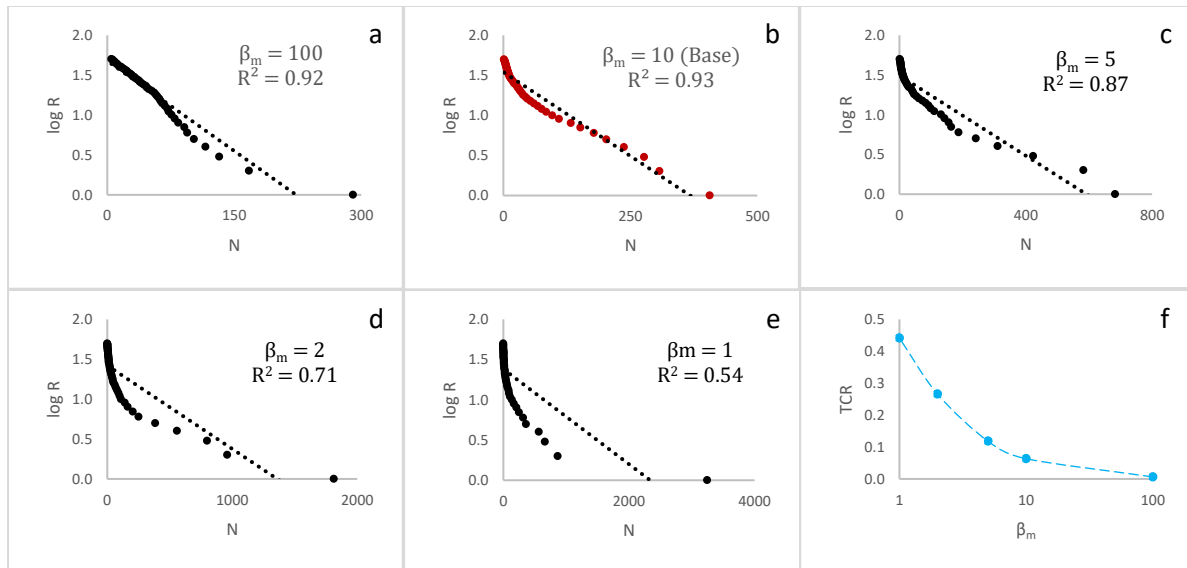 a
β_m = 100
R² = 0.92
log R
2.0
1.5
1.0
0.5
0.0
0
150
300
N
b
β_m = 10 (Base)
R² = 0.93
log R
2.0
1.5
1.0
0.5
0.0
0
250
500
N
c
β_m = 5
R² = 0.87
log R
2.0
1.5
1.0
0.5
0.0
0
400
800
N
d
β_m = 2
R² = 0.71
log R
2.0
1.5
1.0
0.5
0.0
0
1000
2000
N
e
βm = 1
R² = 0.54
log R
2.0
1.5
1.0
0.5
0.0
0
2000
4000
N
f
TCR
0.5
0.4
0.3
0.2
0.1
0.0
1
10
100
β_m